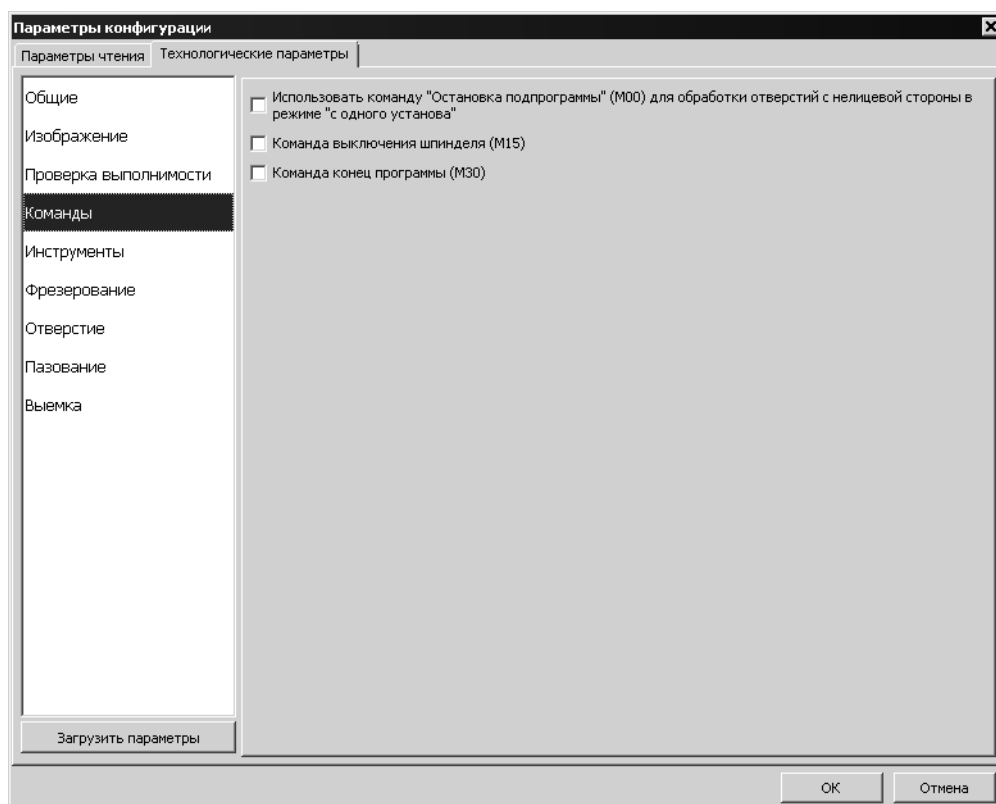 Параметры конфигурации
Параметры чтения
Технологические параметры
Общие
Изображение
Проверка выполнимости
Команды
Инструменты
Фрезерование
Отверстие
Пазование
Выемка
Загрузить параметры
Использовать команду "Остановка подпрограммы" (M00) для обработки отверстий с нелицевой стороны в
режиме "с одного установа"
Команда выключения шпинделя (M15)
Команда конец программы (M30)
ОК
Отмена